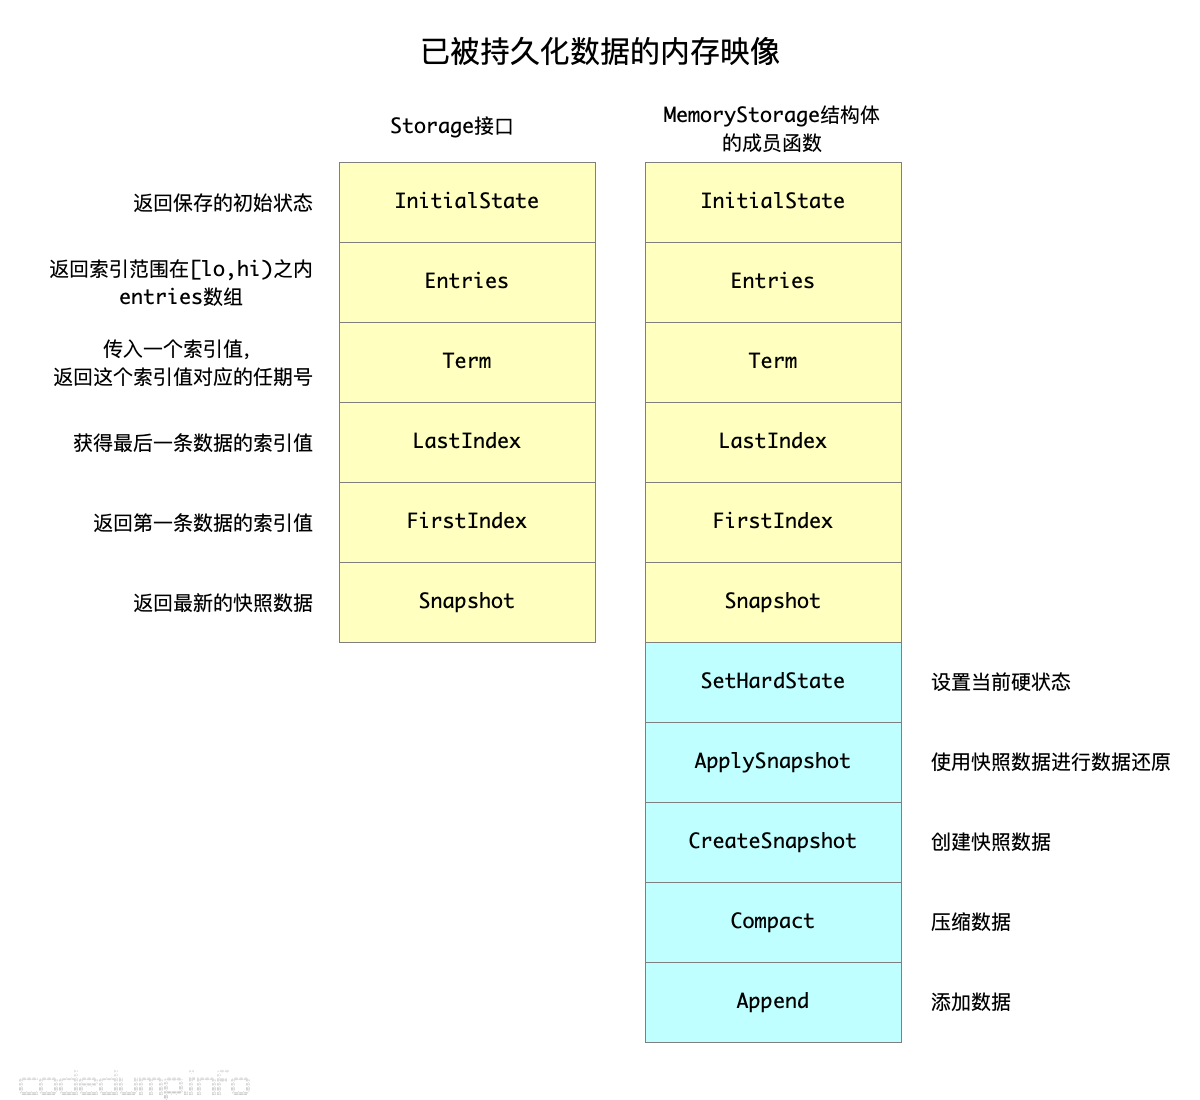 已被持久化数据的内存映像
Storage接口
MemoryStorage结构体
的成员函数
返回保存的初始状态
InitialState
InitialState
返回索引范围在[lo,hi)之内
entries数组
Entries
Entries
传入一个索引值,
返回这个索引值对应的任期号
Term
Term
获得最后一条数据的索引值
LastIndex
LastIndex
返回第一条数据的索引值
FirstIndex
FirstIndex
返回最新的快照数据
Snapshot
Snapshot
SetHardState
设置当前硬状态
ApplySnapshot
使用快照数据进行数据还原
CreateSnapshot
创建快照数据
Compact
压缩数据
Append
添加数据
codedump.info